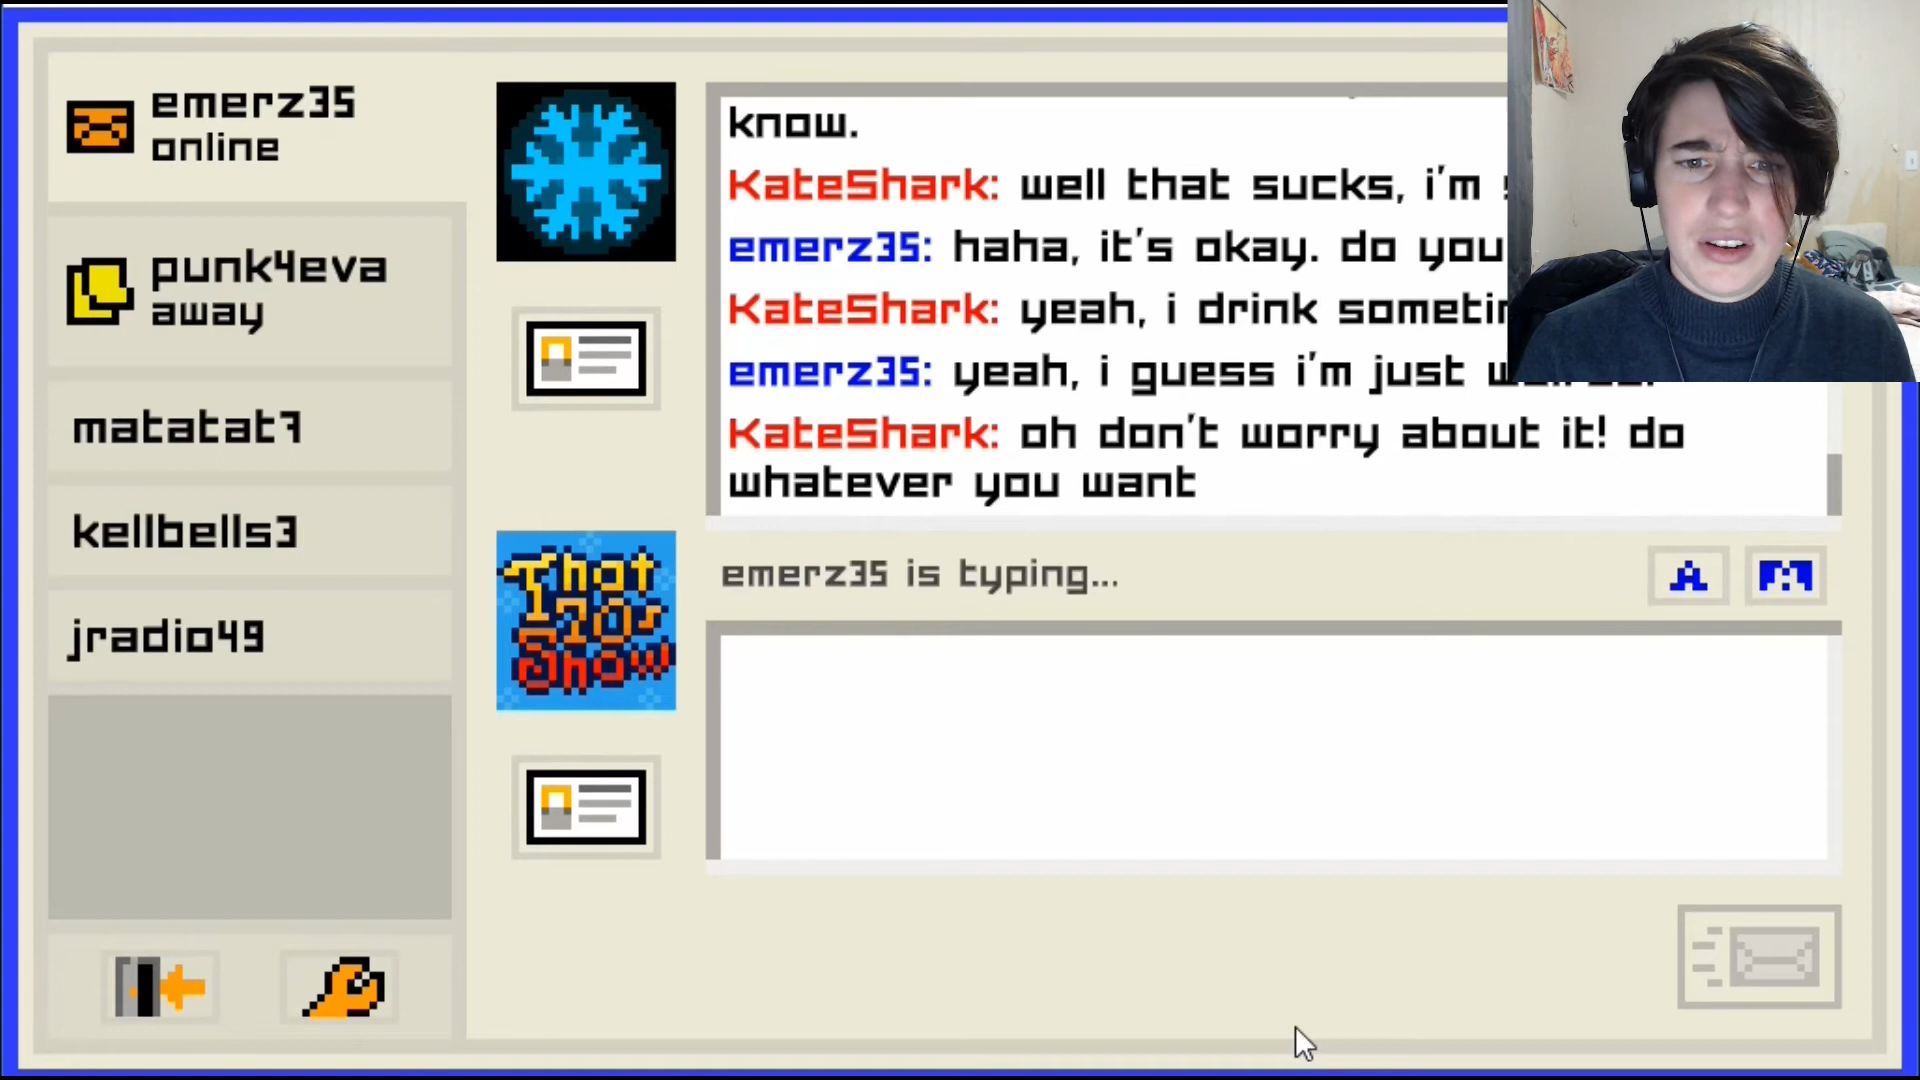 emerz35
online
punk4eva
away
matatat7
kellbells3
jradio49
know.
KateShark: well that sucks, i'm
emerz35: haha, it's okay. do you
KateShark: yeah, i drink
emerz35: yeah, i guess i'm just
KateShark: oh don't worry about it! do
whatever you want
That
70s
Show
emerz35 is typing...
A